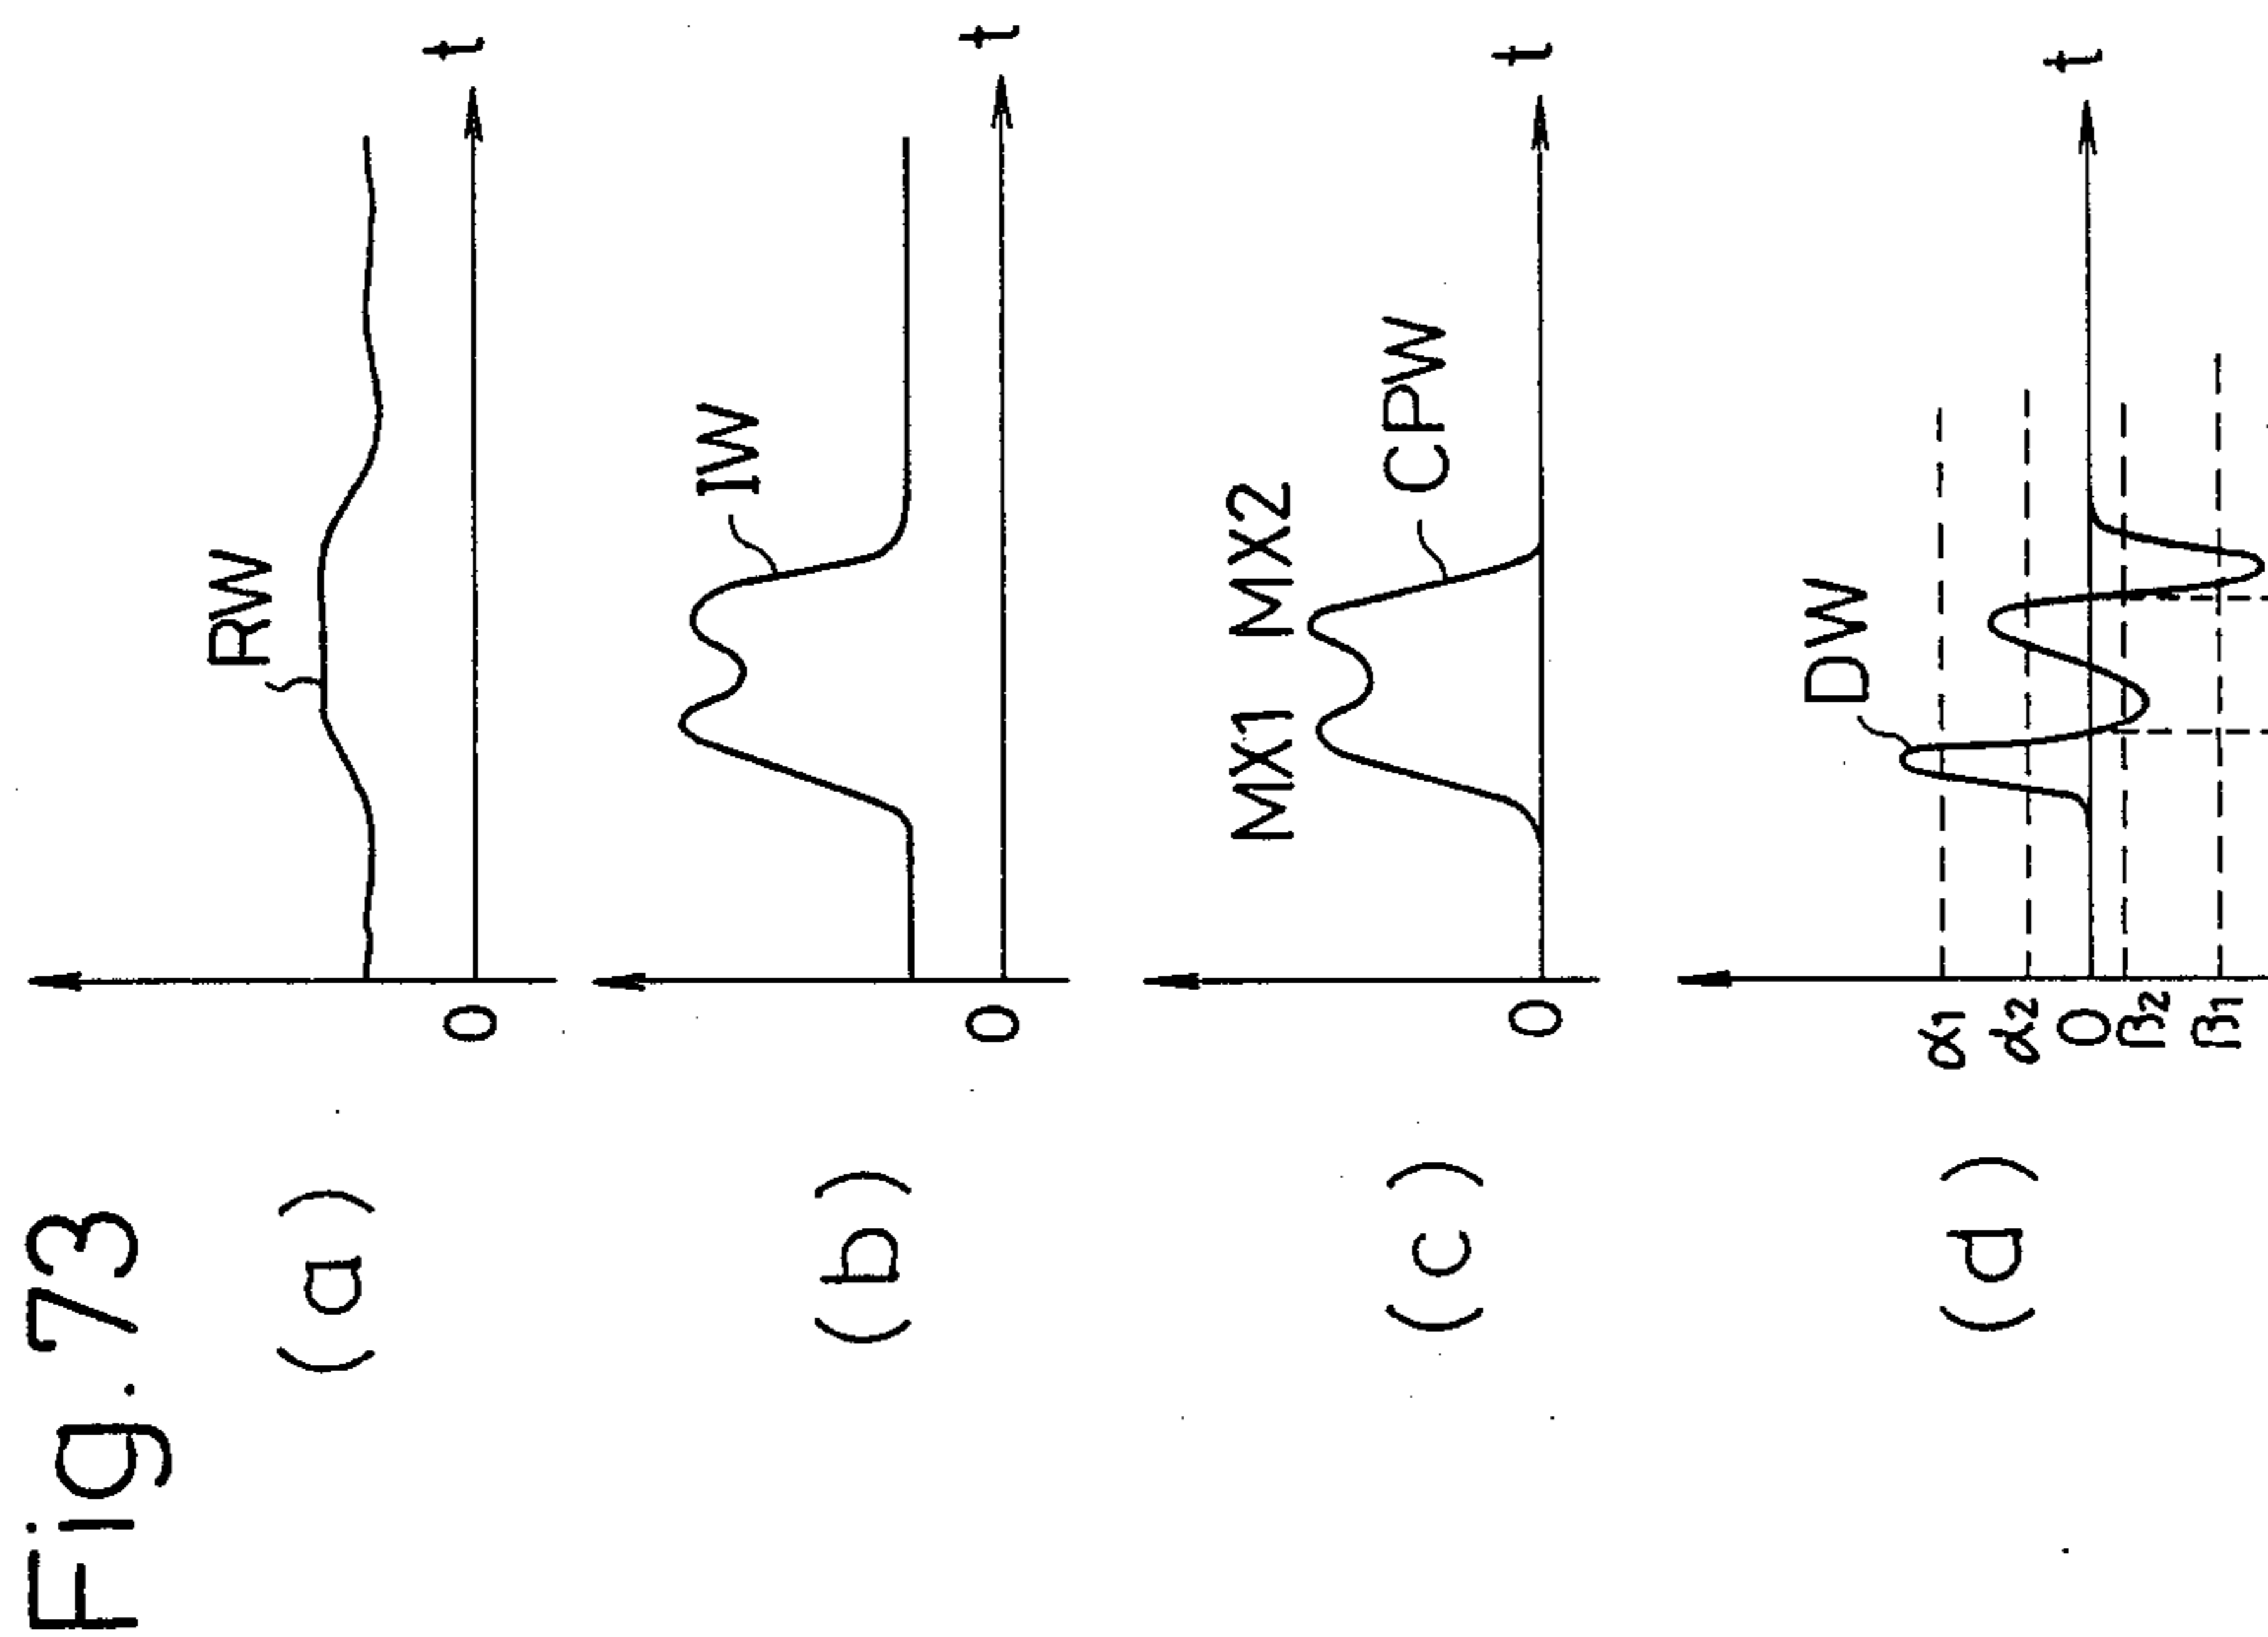 Fig. 73
(a)
RW
0
t
(b)
IW
0
t
(c)
MX1 MX2
CPW
0
t
(d)
DW
α1
α2
0
t
β2
β1